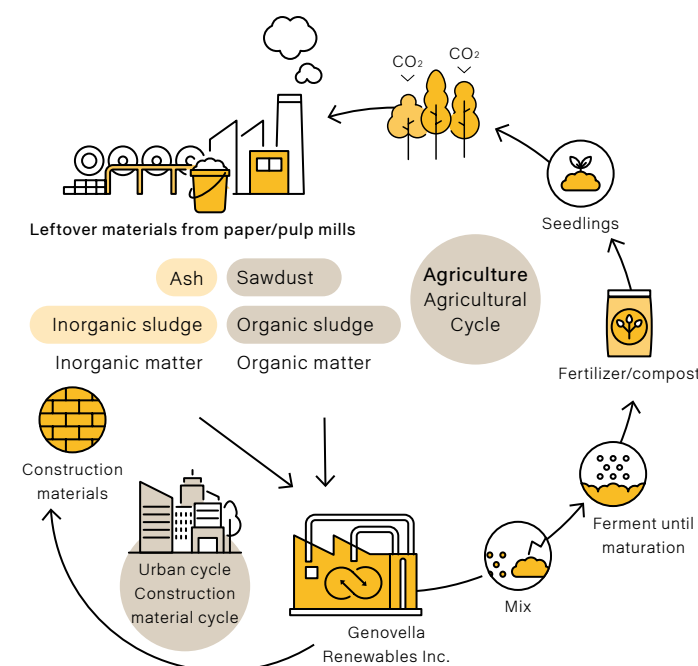 CO₂
CO₂
Seedlings
Leftover materials from paper/pulp mills
Ash
Sawdust
Inorganic sludge
Organic sludge
Inorganic matter
Organic matter
Agriculture
Agricultural
Cycle
Fertilizer/compost
Construction
materials
Ferment until
maturation
Urban cycle
Construction
material cycle
Mix
Genovella
Renewables Inc.